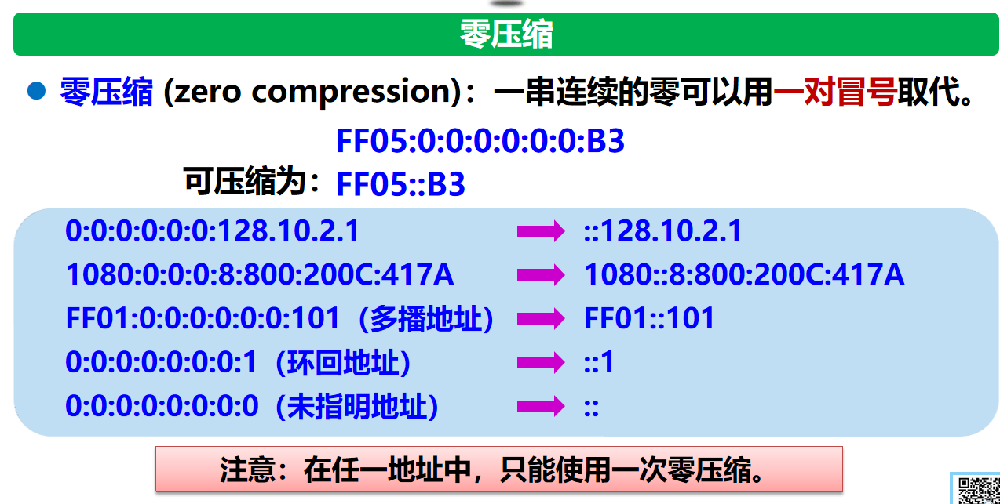 零压缩
零压缩 (zero compression)：一串连续的零可以用一对冒号取代。
FF05:0:0:0:0:0:0:B3
可压缩为：FF05::B3
0:0:0:0:0:0:128.10.2.1 ::128.10.2.1
1080:0:0:0:8:800:200C:417A 1080::8:800:200C:417A
FF01:0:0:0:0:0:0:101（多播地址） FF01::101
0:0:0:0:0:0:0:1（环回地址） ::1
0:0:0:0:0:0:0:0（未指明地址） ::
注意：在任一地址中，只能使用一次零压缩。